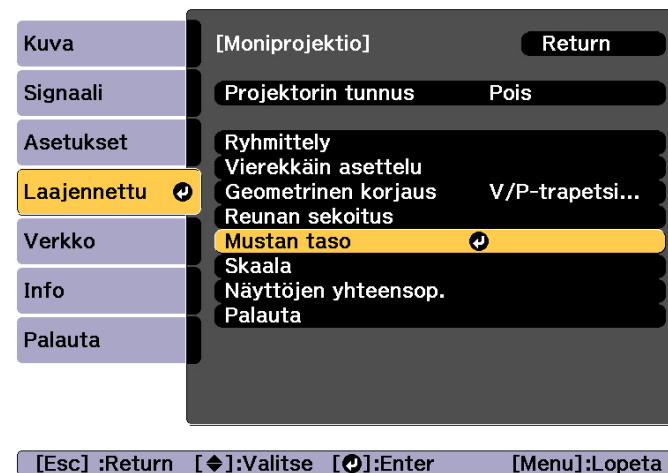 Kuva
Signaali
Asetukset
Laajennettu
Verkko
Info
Palauta
[Moniprojektio] Return
Projektorin tunnus Pois
Ryhmittely
Vierekkäin asettelu
Geometrinen korjaus V/P-trapetsi...
Reunan sekoitus
Mustan taso
Skaala
Näyttöjen yhteensop.
Palauta
[Esc] :Return [◆]:Valitse [↵]:Enter [Menu]:Lopeta